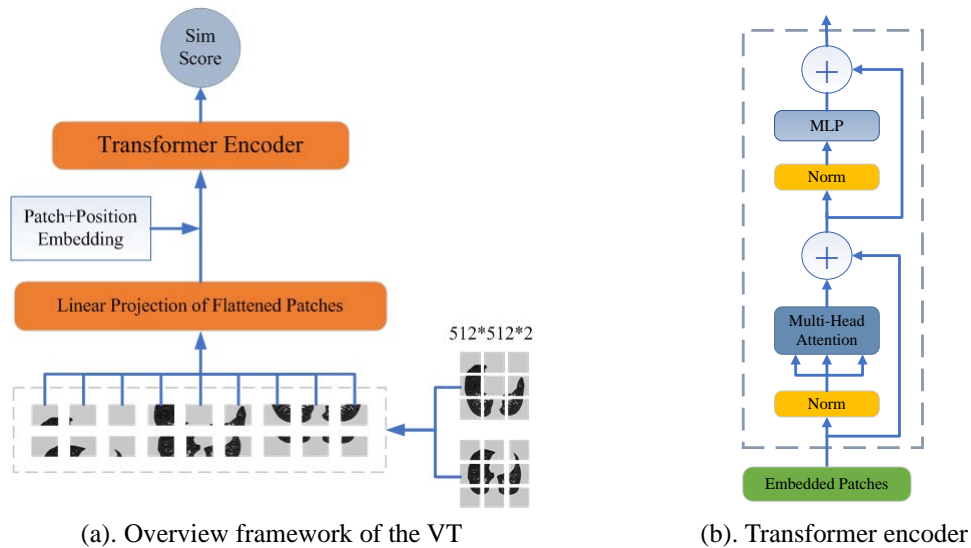 Sim
Score
Transformer Encoder
Patch+Position
Embedding
Linear Projection of Flattened Patches
512*512*2
(a). Overview framework of the VT
MLP
Norm
Multi-Head
Attention
Norm
Embedded Patches
(b). Transformer encoder